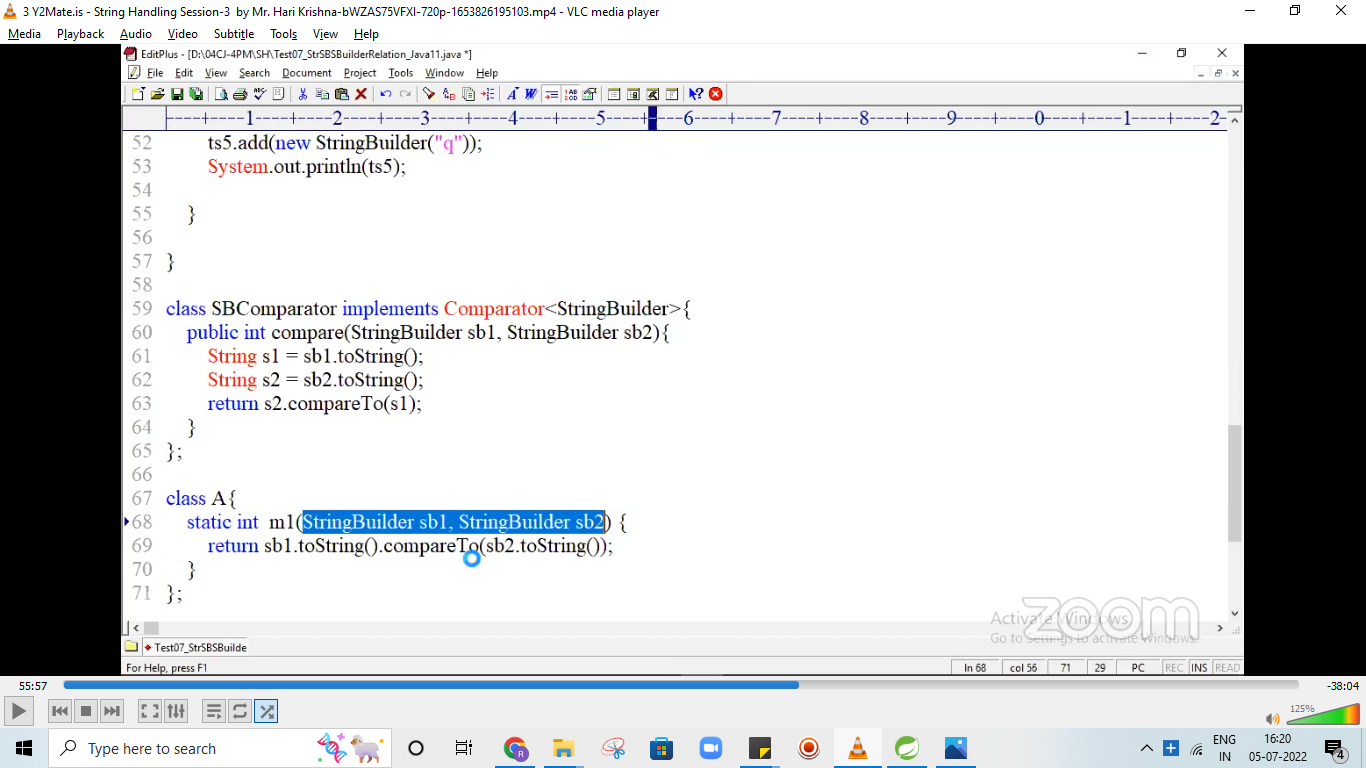 3 Y2Mate.is - String Handling Session-3 by Mr. Hari Krishna-bWZAS75VFXI-720p-1653826195103.mp4 - VLC media player
Media Playback Audio Video Subtitle Tools View Help
EditPlus - [D:\04CJ-4PM\SH\Test07_StrSBSBuilderRelation_Java11.java *]
File Edit View Search Document Project Tools Window Help
----+----1----+----2----+----3----+----4----+----5----+----6----+----7----+----8----+----9----+----0----+----1----+----2-
52 ts5.add(new StringBuilder("q"));
53 System.out.println(ts5);
54
55 }
56
57 }
58
59 class SBComparator implements Comparator<StringBuilder>{
60 public int compare(StringBuilder sb1, StringBuilder sb2){
61 String s1 = sb1.toString();
62 String s2 = sb2.toString();
63 return s2.compareTo(s1);
64 }
65 };
66
67 class A{
68 static int m1(StringBuilder sb1, StringBuilder sb2) {
69 return sb1.toString().compareTo(sb2.toString());
70 }
71 };
zoom
Activate Windows
Go to Settings to activate Windows.
Test07_StrSBSBuilde
For Help, press F1 ln 68 col 56 71 29 PC REC INS READ
55:57 -38:04
125%
Type here to search
ENG 16:20
IN 05-07-2022 4